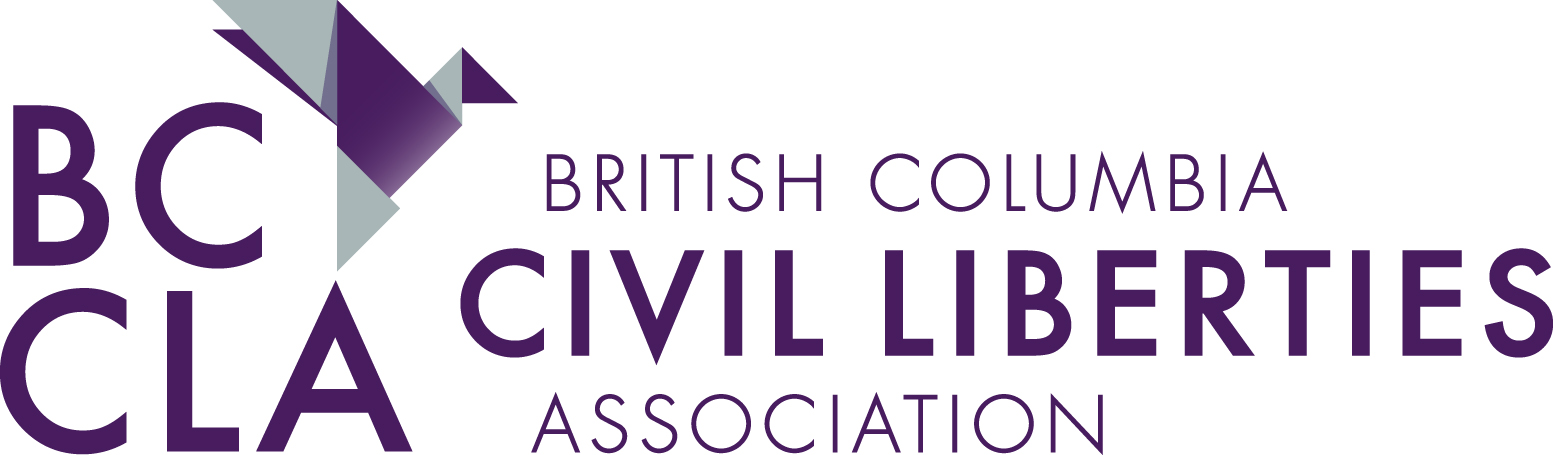 BC
CLA
BRITISH COLUMBIA
CIVIL LIBERTIES
ASSOCIATION